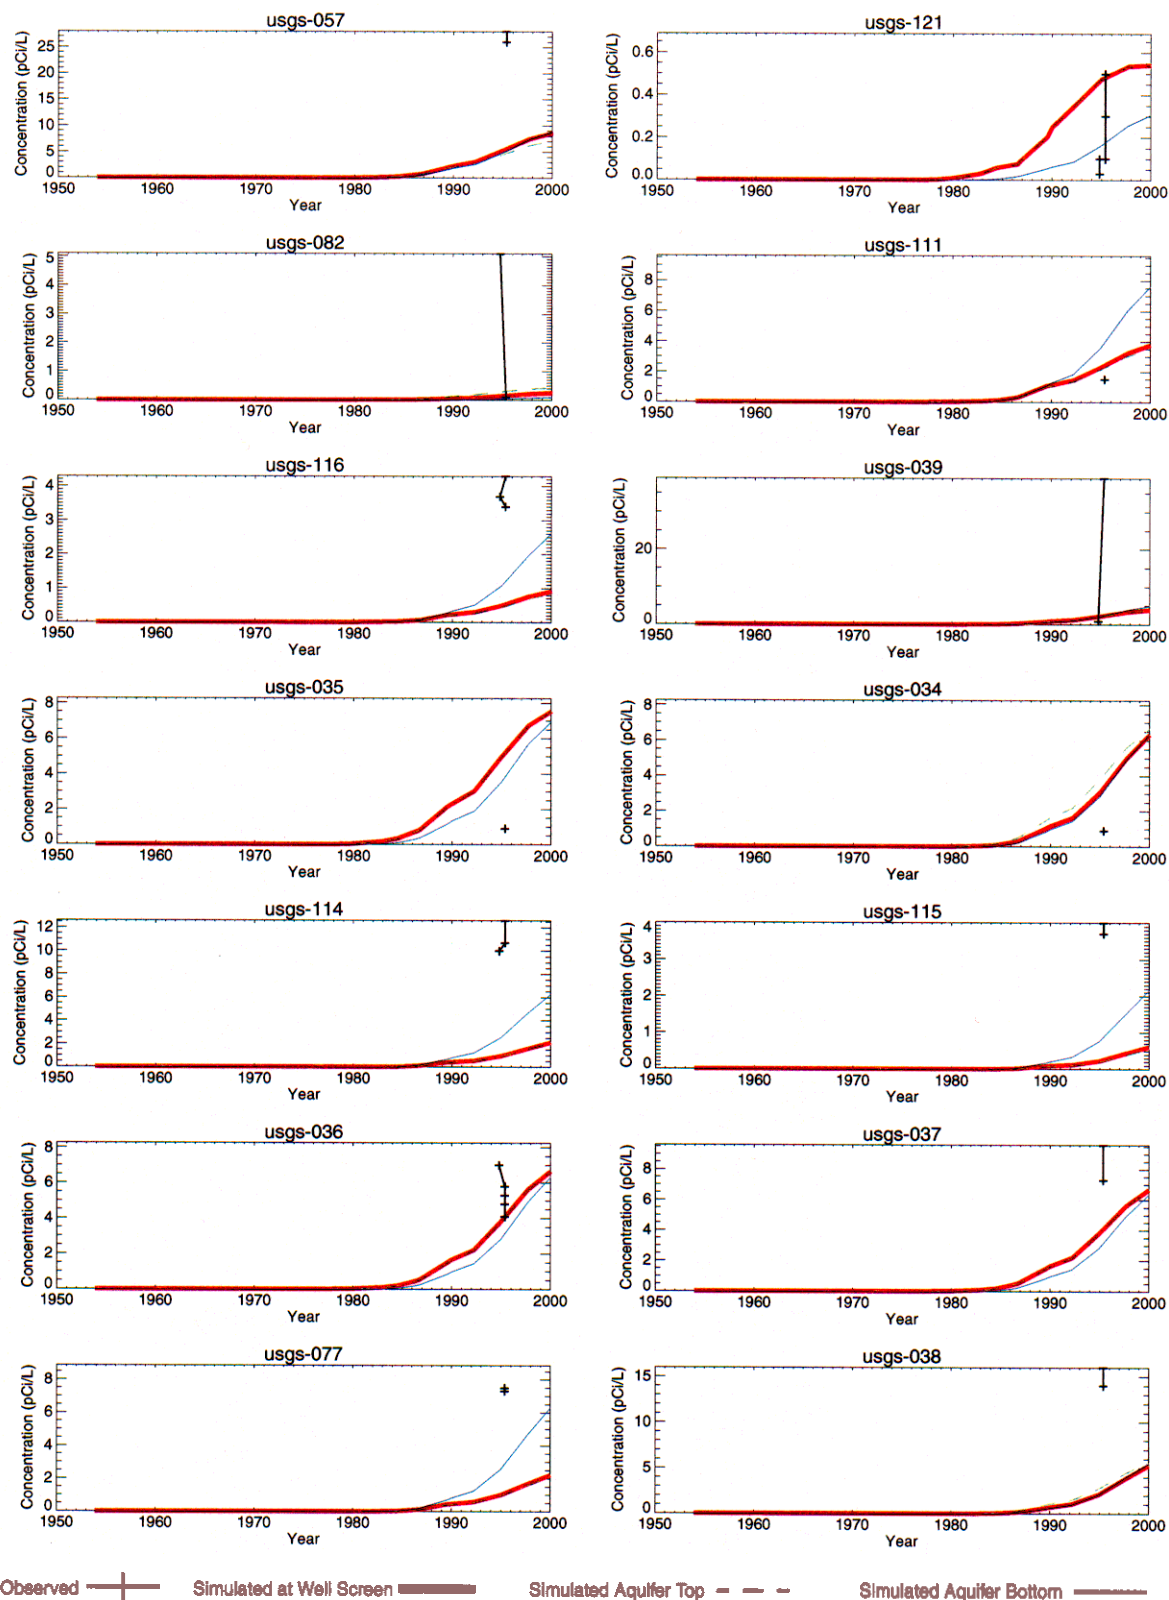 usgs-057
usgs-121
Concentration (pCi/L)
25
20
15
10
5
0
1950 1960 1970 1980 1990 2000
Year
Concentration (pCi/L)
0.6
0.4
0.2
0.0
1950 1960 1970 1980 1990 2000
Year
usgs-082
usgs-111
Concentration (pCi/L)
5
4
3
2
1
0
1950 1960 1970 1980 1990 2000
Year
Concentration (pCi/L)
8
6
4
2
0
1950 1960 1970 1980 1990 2000
Year
usgs-116
usgs-039
Concentration (pCi/L)
4
3
2
1
0
1950 1960 1970 1980 1990 2000
Year
Concentration (pCi/L)
20
0
1950 1960 1970 1980 1990 2000
Year
usgs-035
usgs-034
Concentration (pCi/L)
8
6
4
2
0
1950 1960 1970 1980 1990 2000
Year
Concentration (pCi/L)
8
6
4
2
0
1950 1960 1970 1980 1990 2000
Year
usgs-114
usgs-115
Concentration (pCi/L)
12
10
8
6
4
2
0
1950 1960 1970 1980 1990 2000
Year
Concentration (pCi/L)
4
3
2
1
0
1950 1960 1970 1980 1990 2000
Year
usgs-036
usgs-037
Concentration (pCi/L)
8
6
4
2
0
1950 1960 1970 1980 1990 2000
Year
Concentration (pCi/L)
8
6
4
2
0
1950 1960 1970 1980 1990 2000
Year
usgs-077
usgs-038
Concentration (pCi/L)
8
6
4
2
0
1950 1960 1970 1980 1990 2000
Year
Concentration (pCi/L)
15
10
5
0
1950 1960 1970 1980 1990 2000
Year
Observed Simulated at Well Screen Simulated Aquifer Top Simulated Aquifer Bottom